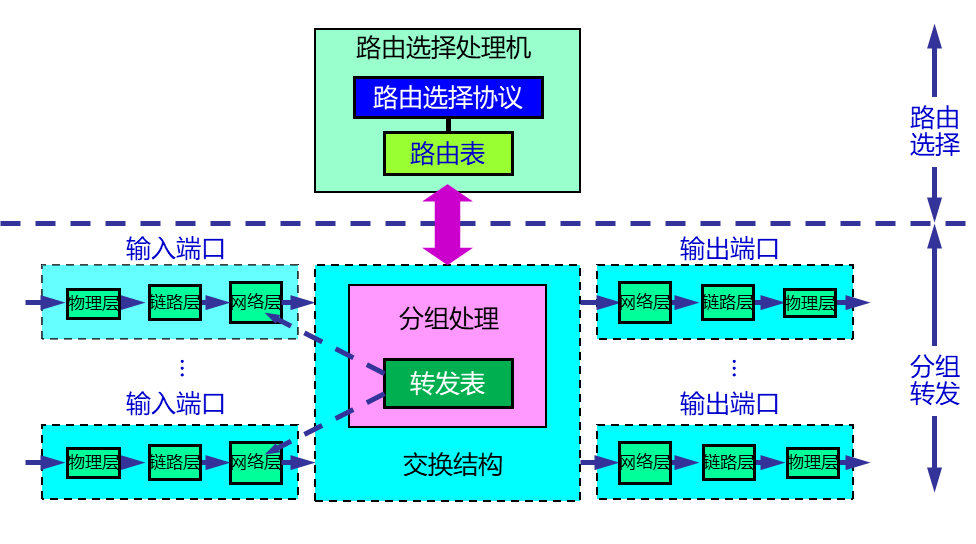 路由选择处理机
路由选择协议
路由表
路由
选择
输入端口
输出端口
物理层
链路层
网络层
网络层
链路层
物理层
分组处理
转发表
交换结构
...
...
分组
转发
输入端口
输出端口
物理层
链路层
网络层
网络层
链路层
物理层